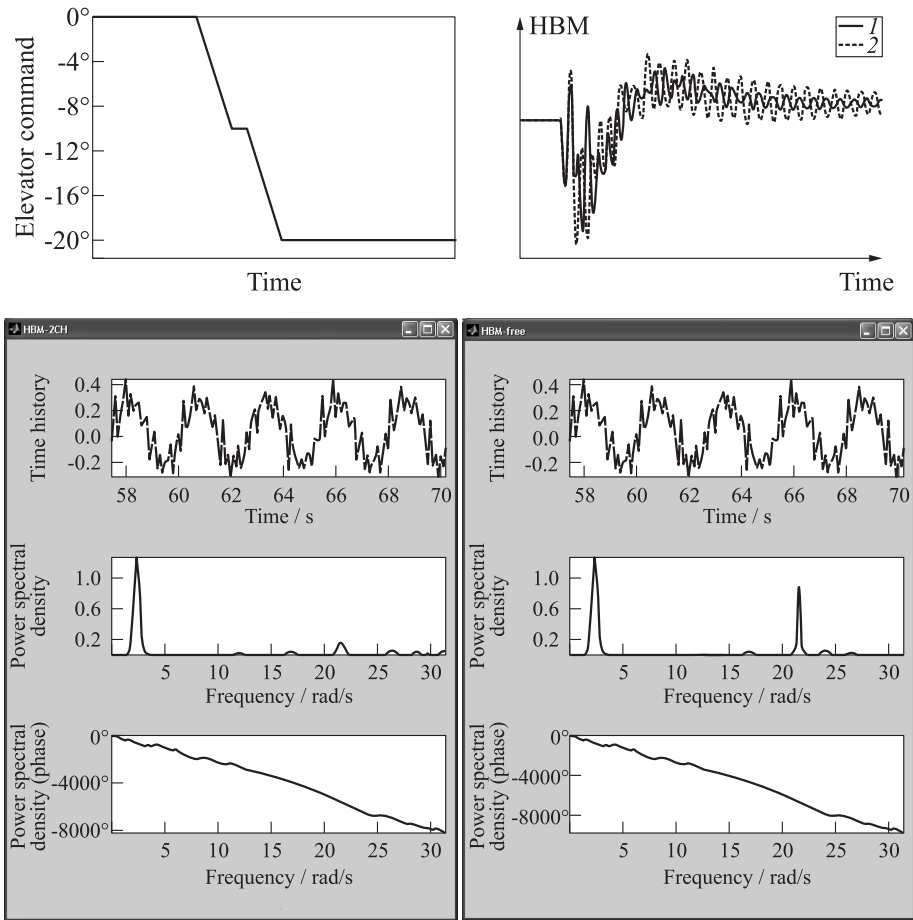 0°
-4°
-8°
-12°
-16°
-20°
Elevator command
Time
HBM
1
2
Time
HBM-2CH
Time history
0.4
0.2
0.0
-0.2
58 60 62 64 66 68 70
Time / s
Power spectral
density
1.0
0.6
0.2
5 10 15 20 25 30
Frequency / rad/s
Power spectral
density (phase)
0°
-4000°
-8000°
5 10 15 20 25 30
Frequency / rad/s
HBM-free
Time history
0.4
0.2
0.0
-0.2
58 60 62 64 66 68 70
Time / s
Power spectral
density
1.0
0.6
0.2
5 10 15 20 25 30
Frequency / rad/s
Power spectral
density (phase)
0°
-4000°
-8000°
5 10 15 20 25 30
Frequency / rad/s